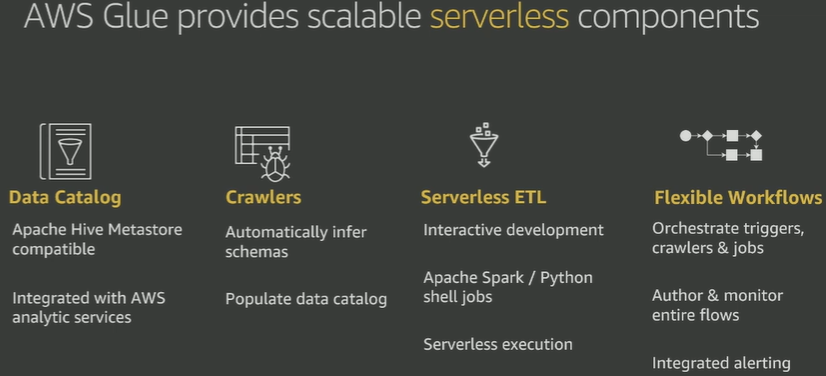 AWS Glue provides scalable serverless components
Data Catalog
Apache Hive Metastore
compatible
Integrated with AWS
analytic services
Crawlers
Automatically infer
schemas
Populate data catalog
Serverless ETL
Interactive development
Apache Spark / Python
shell jobs
Serverless execution
Flexible Workflows
Orchestrate triggers,
crawlers & jobs
Author & monitor
entire flows
Integrated alerting